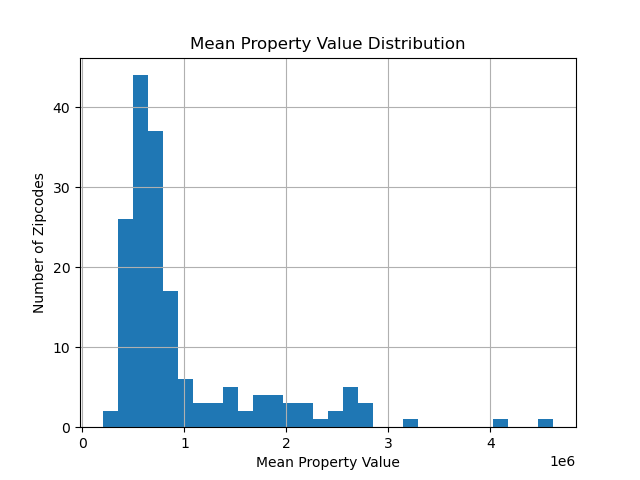 Mean Property Value Distribution
40
30
20
10
0
Number of Zipcodes
0 1 2 3 4
1e6
Mean Property Value